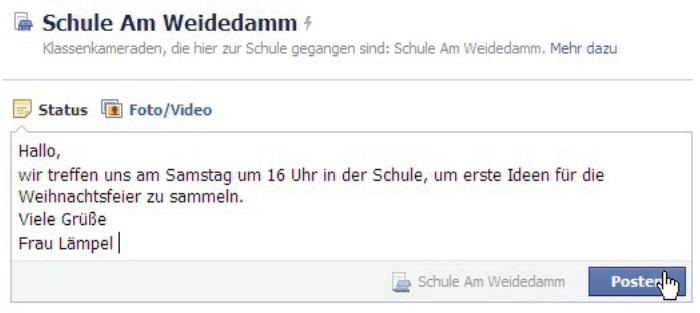 Schule Am Weidedamm
Klassenkameraden, die hier zur Schule gegangen sind: Schule Am Weidedamm. Mehr dazu
Status Foto/Video
Hallo,
wir treffen uns am Samstag um 16 Uhr in der Schule, um erste Ideen für die
Weihnachtsfeier zu sammeln.
Viele Grüße
Frau Lämpel
Schule Am Weidedamm Posten